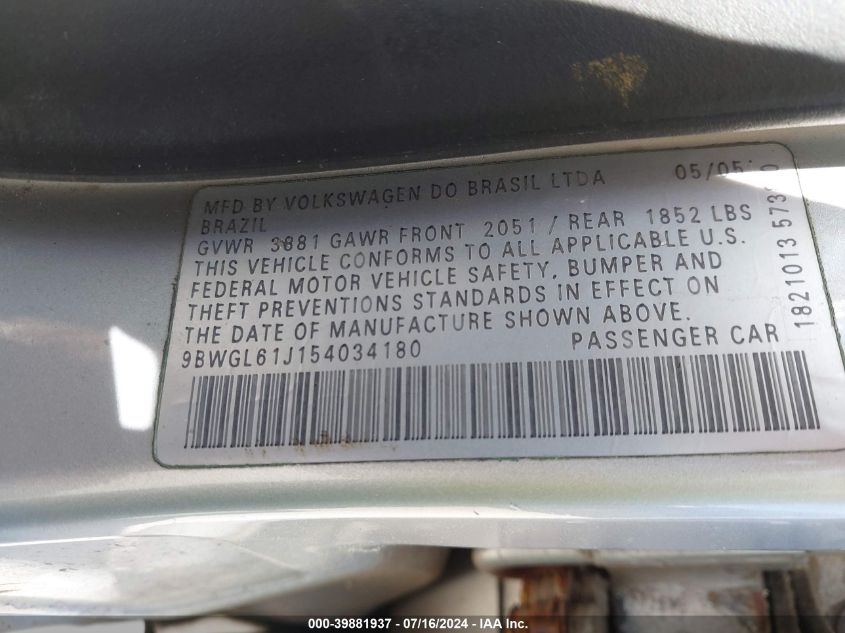 MFD BY VOLKSWAGEN DO BRASIL LTDA 05/05
BRAZIL
GVWR 3881 GAWR FRONT 2051 / REAR 1852 LBS
THIS VEHICLE CONFORMS TO ALL APPLICABLE U.S.
FEDERAL MOTOR VEHICLE SAFETY, BUMPER AND
THEFT PREVENTIONS STANDARDS IN EFFECT ON
THE DATE OF MANUFACTURE SHOWN ABOVE.
9BWGL61J154034180 PASSENGER CAR
1821013
000-39881937 / 07/16/2024 - IAA Inc.